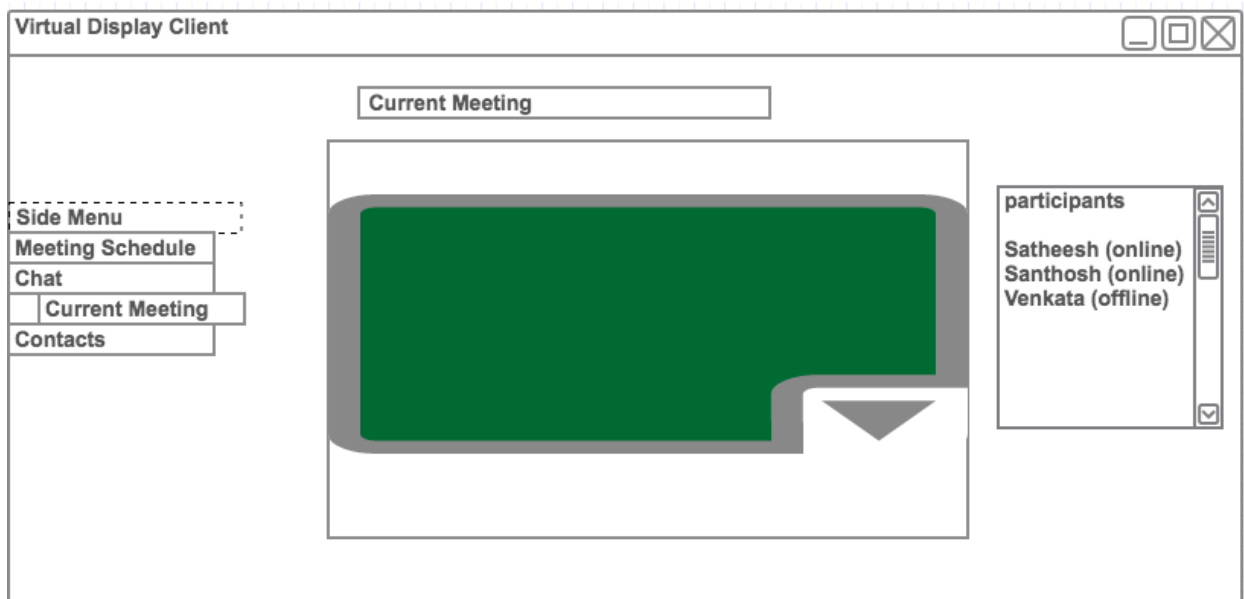 Virtual Display Client
Current Meeting
Side Menu
Meeting Schedule
Chat
Current Meeting
Contacts
participants
Satheesh (online)
Santhosh (online)
Venkata (offline)